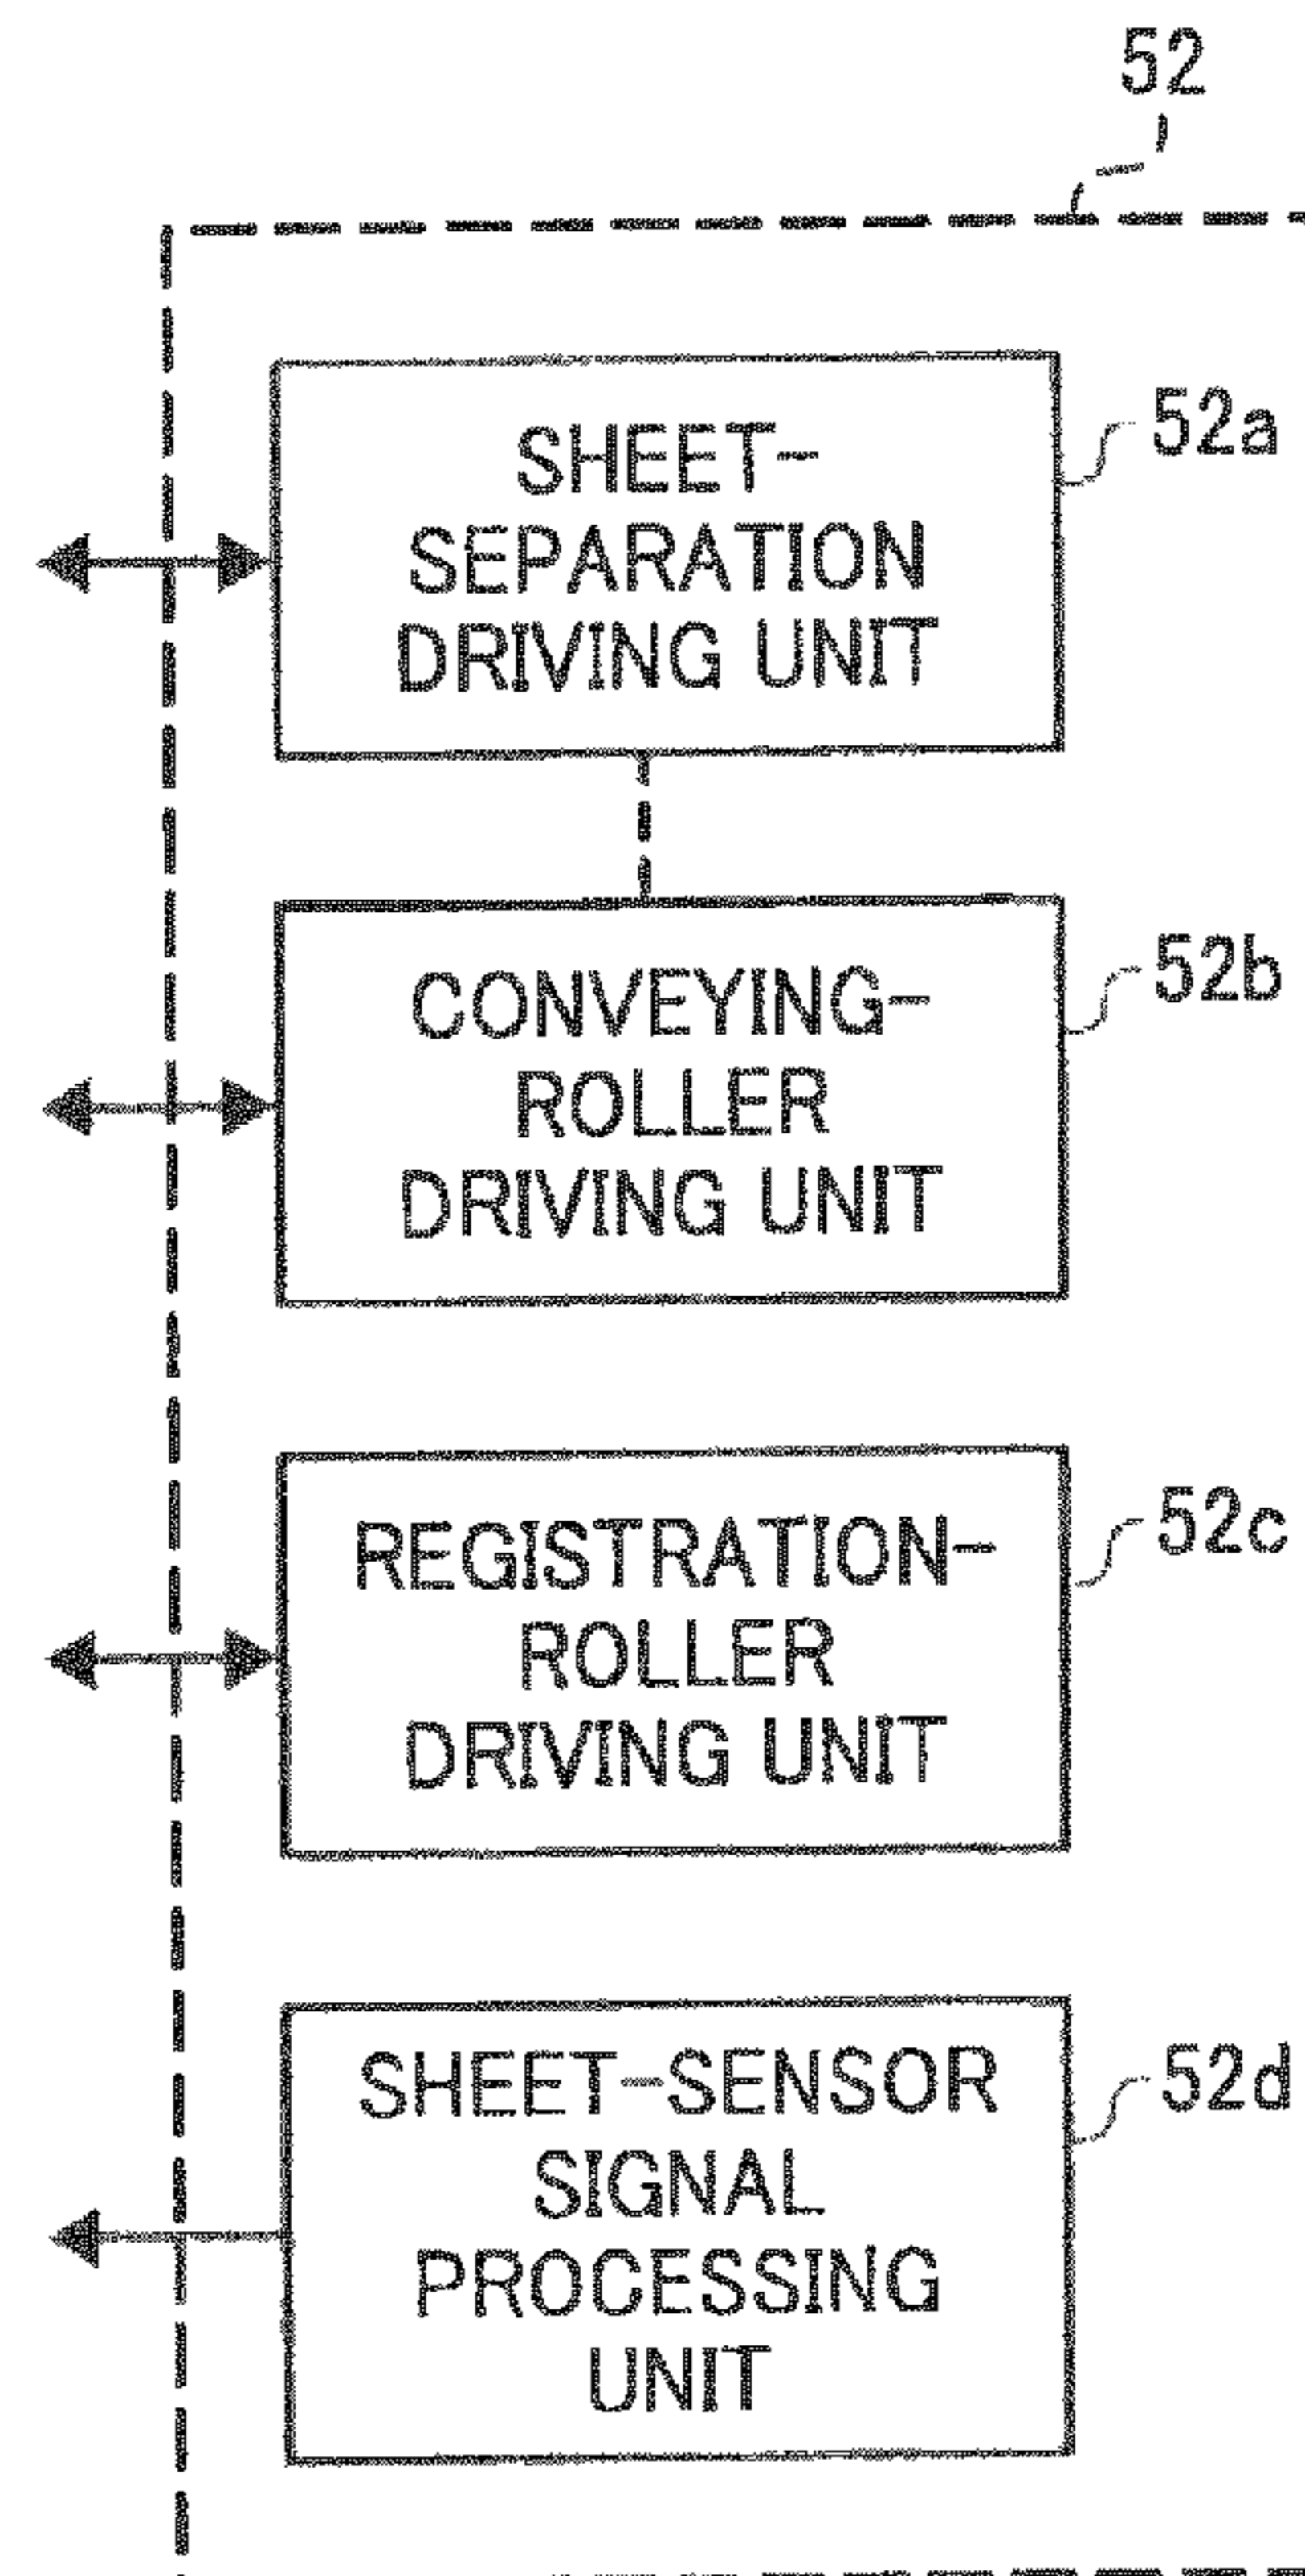 52
SHEET-
SEPARATION
DRIVING UNIT
52a
CONVEYING-
ROLLER
DRIVING UNIT
52b
REGISTRATION-
ROLLER
DRIVING UNIT
52c
SHEET-SENSOR
SIGNAL
PROCESSING
UNIT
52d